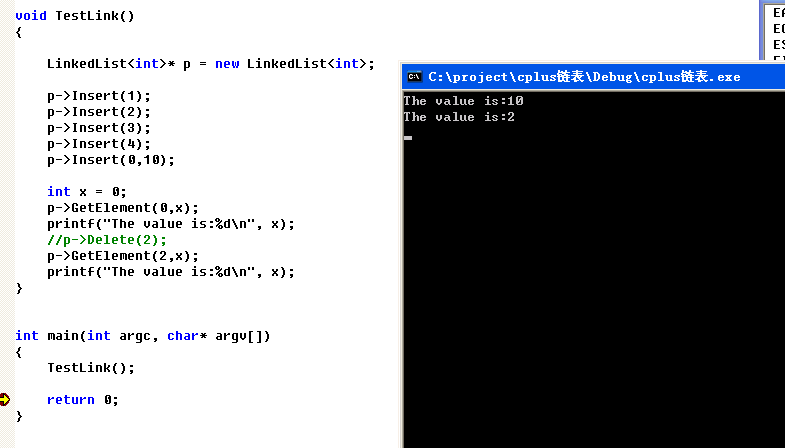 void TestLink()
{
LinkedList<int>* p = new LinkedList<int>;
p->Insert(1);
p->Insert(2);
p->Insert(3);
p->Insert(4);
p->Insert(0,10);
int x = 0;
p->GetElement(0,x);
printf("The value is:%d\n", x);
//p->Delete(2);
p->GetElement(2,x);
printf("The value is:%d\n", x);
}
int main(int argc, char* argv[])
{
TestLink();
return 0;
}
C:\project\cplus链表\Debug\cplus链表.exe
The value is:10
The value is:2